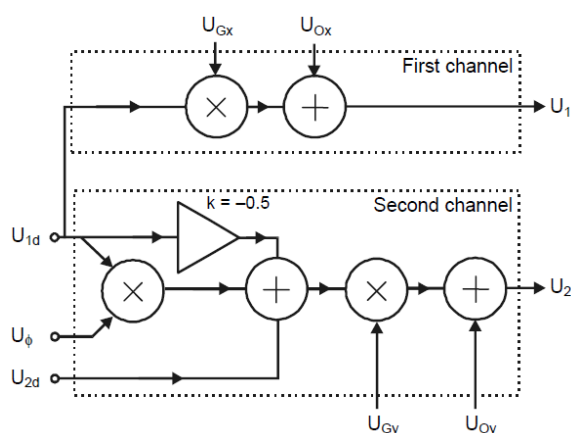 U_Gx U_Ox
First channel
U_1
k = –0.5
Second channel
U_1d
U_2
U_ϕ
U_2d
U_Gy U_Oy